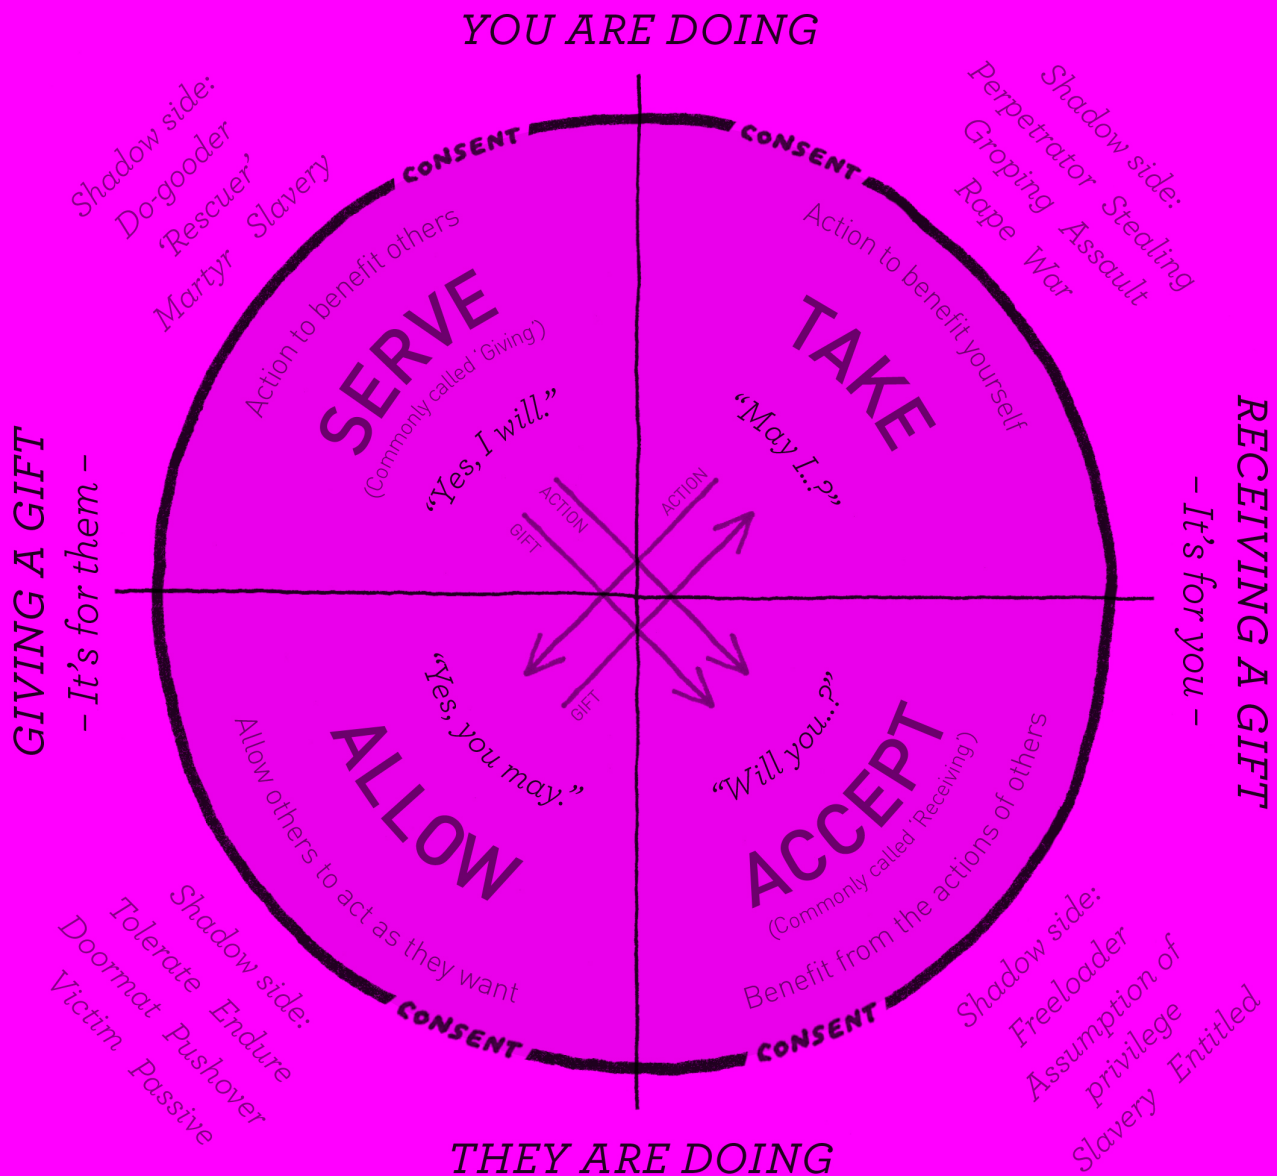 YOU ARE DOING
Shadow side:
Do-gooder
‘Rescuer’
Martyr Slavery
Shadow side:
Perpetrator Stealing
Groping Assault
Rape War
CONSENT
CONSENT
Action to benefit others
SERVE
(Commonly called ‘Giving’)
“Yes, I will.”
Action to benefit yourself
TAKE
“May I..?”
GIVING A GIFT
– It’s for them –
ACTION
GIFT
ACTION
GIFT
RECEIVING A GIFT
– It’s for you –
“Yes, you may.”
ALLOW
Allow others to act as they want
“Will you..?”
ACCEPT
(Commonly called ‘Receiving’)
Benefit from the actions of others
CONSENT
CONSENT
Shadow side:
Tolerate Endure
Doormat Pushover
Victim Passive
Shadow side:
Freeloader
Assumption of
privilege
Slavery Entitled
THEY ARE DOING